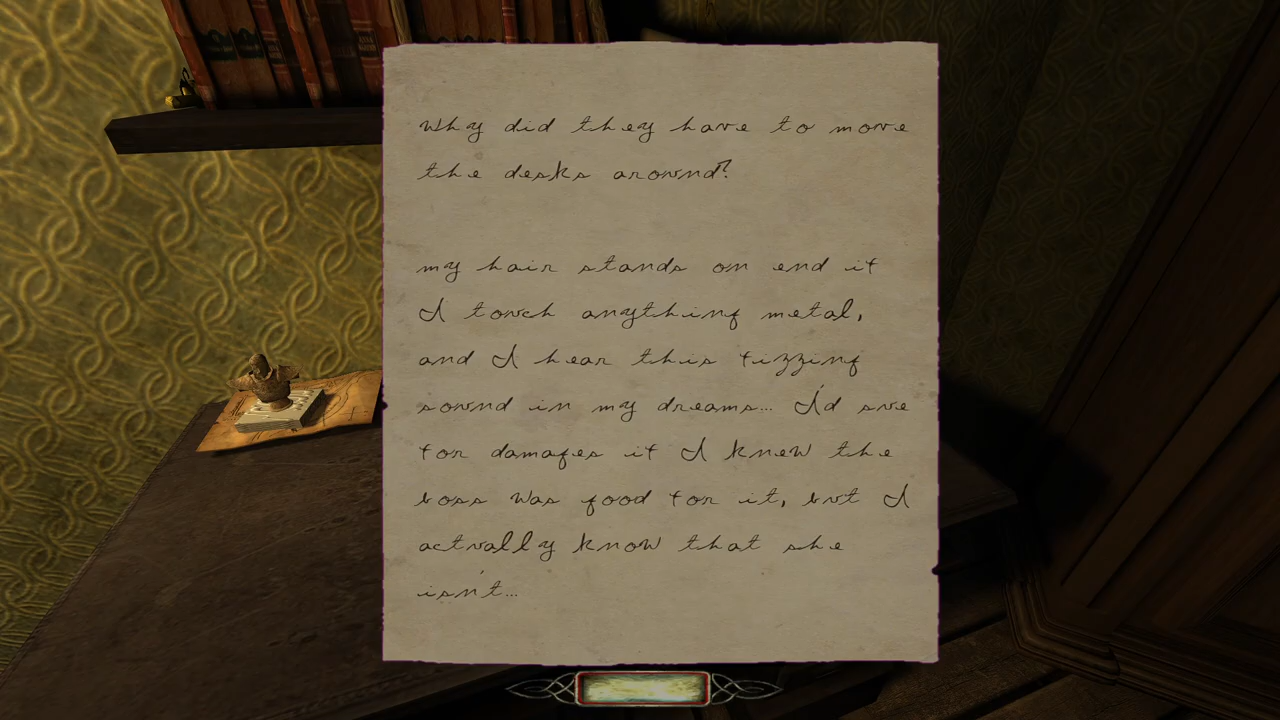 Why did they have to move
the desks around?
my hair stands on end if
I touch anything metal,
and I hear this fizzing
sound in my dreams... I'd sue
for damages if I knew the
boss was good for it, but I
actually know that she
isn't...